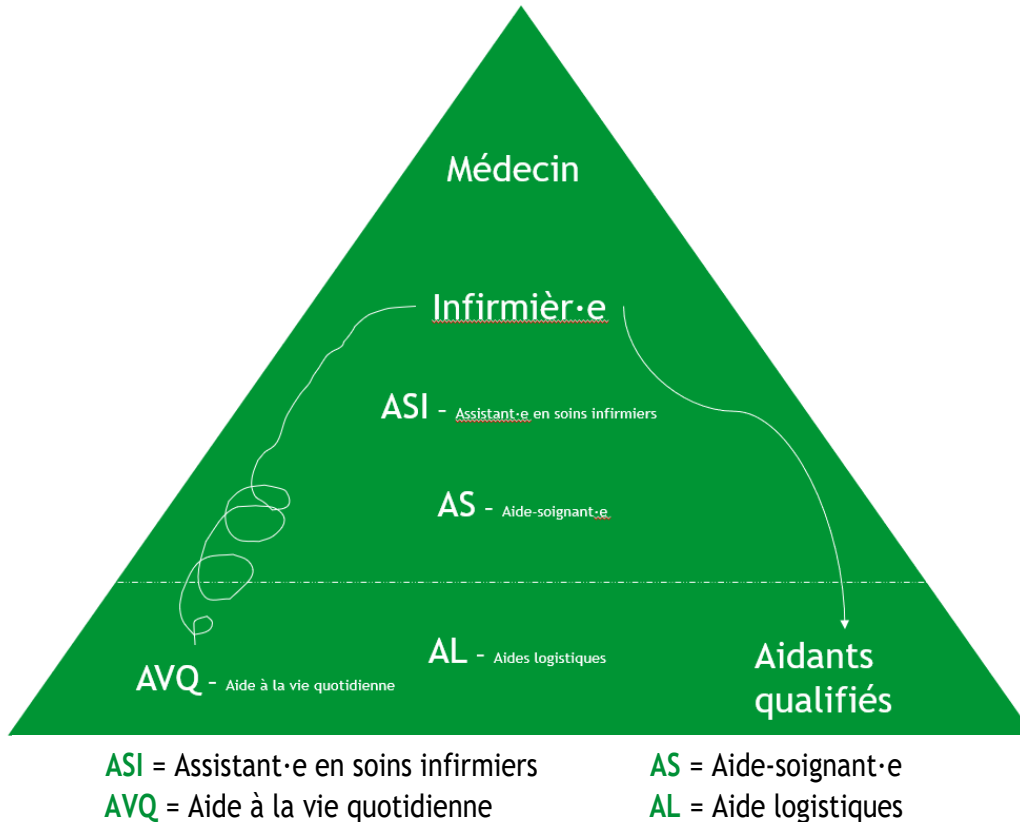 Médecin
Infirmièr·e
ASI - Assistant·e en soins infirmiers
AS - Aide-soignant·e
AL - Aides logistiques
AVQ - Aide à la vie quotidienne
Aidants
qualifiés
ASI = Assistant·e en soins infirmiers
AS = Aide-soignant·e
AVQ = Aide à la vie quotidienne
AL = Aide logistiques